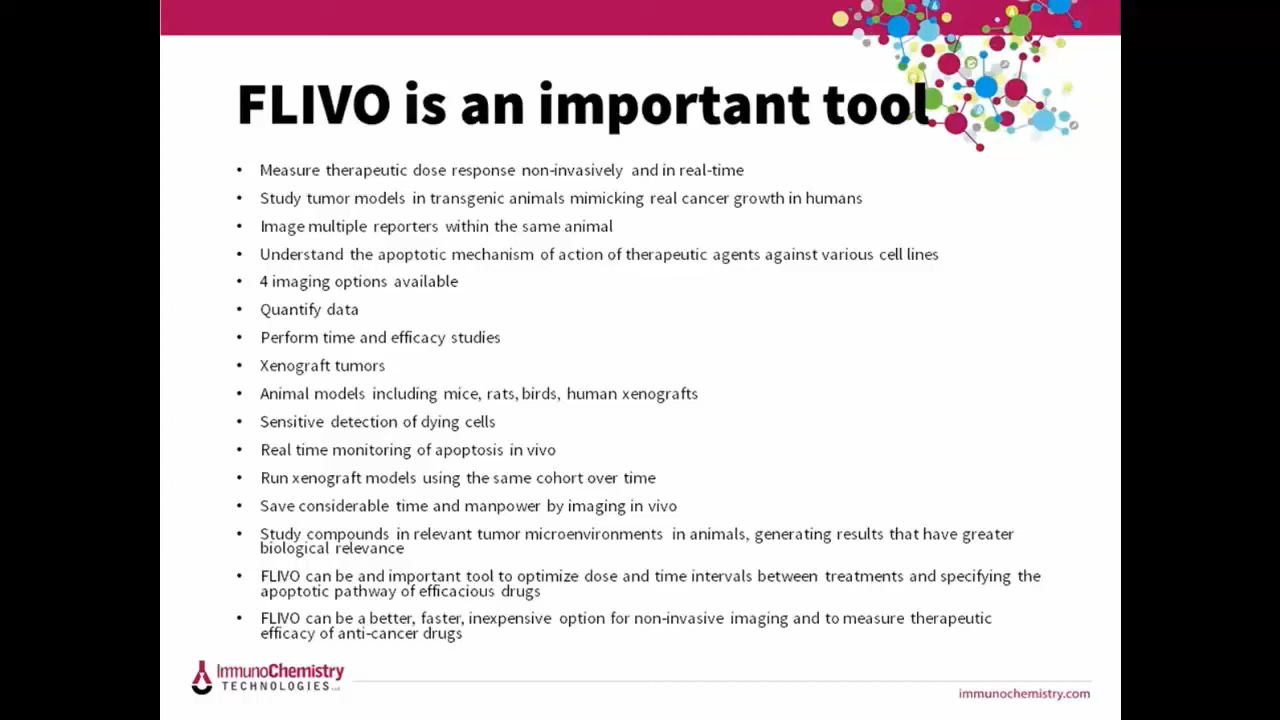 FLIVO is an important tool
• Measure therapeutic dose response non-invasively and in real-time
• Study tumor models in transgenic animals mimicking real cancer growth in humans
• Image multiple reporters within the same animal
• Understand the apoptotic mechanism of action of therapeutic agents against various cell lines
• 4 imaging options available
• Quantify data
• Perform time and efficacy studies
• Xenograft tumors
• Animal models including mice, rats, birds, human xenografts
• Sensitive detection of dying cells
• Real time monitoring of apoptosis in vivo
• Run xenograft models using the same cohort over time
• Save considerable time and manpower by imaging in vivo
• Study compounds in relevant tumor microenvironments in animals, generating results that have greater
biological relevance
• FLIVO can be and important tool to optimize dose and time intervals between treatments and specifying the
apoptotic pathway of efficacious drugs
• FLIVO can be a better, faster, inexpensive option for non-invasive imaging and to measure therapeutic
efficacy of anti-cancer drugs
ImmunoChemistry
TECHNOLOGIES
immunochemistry.com